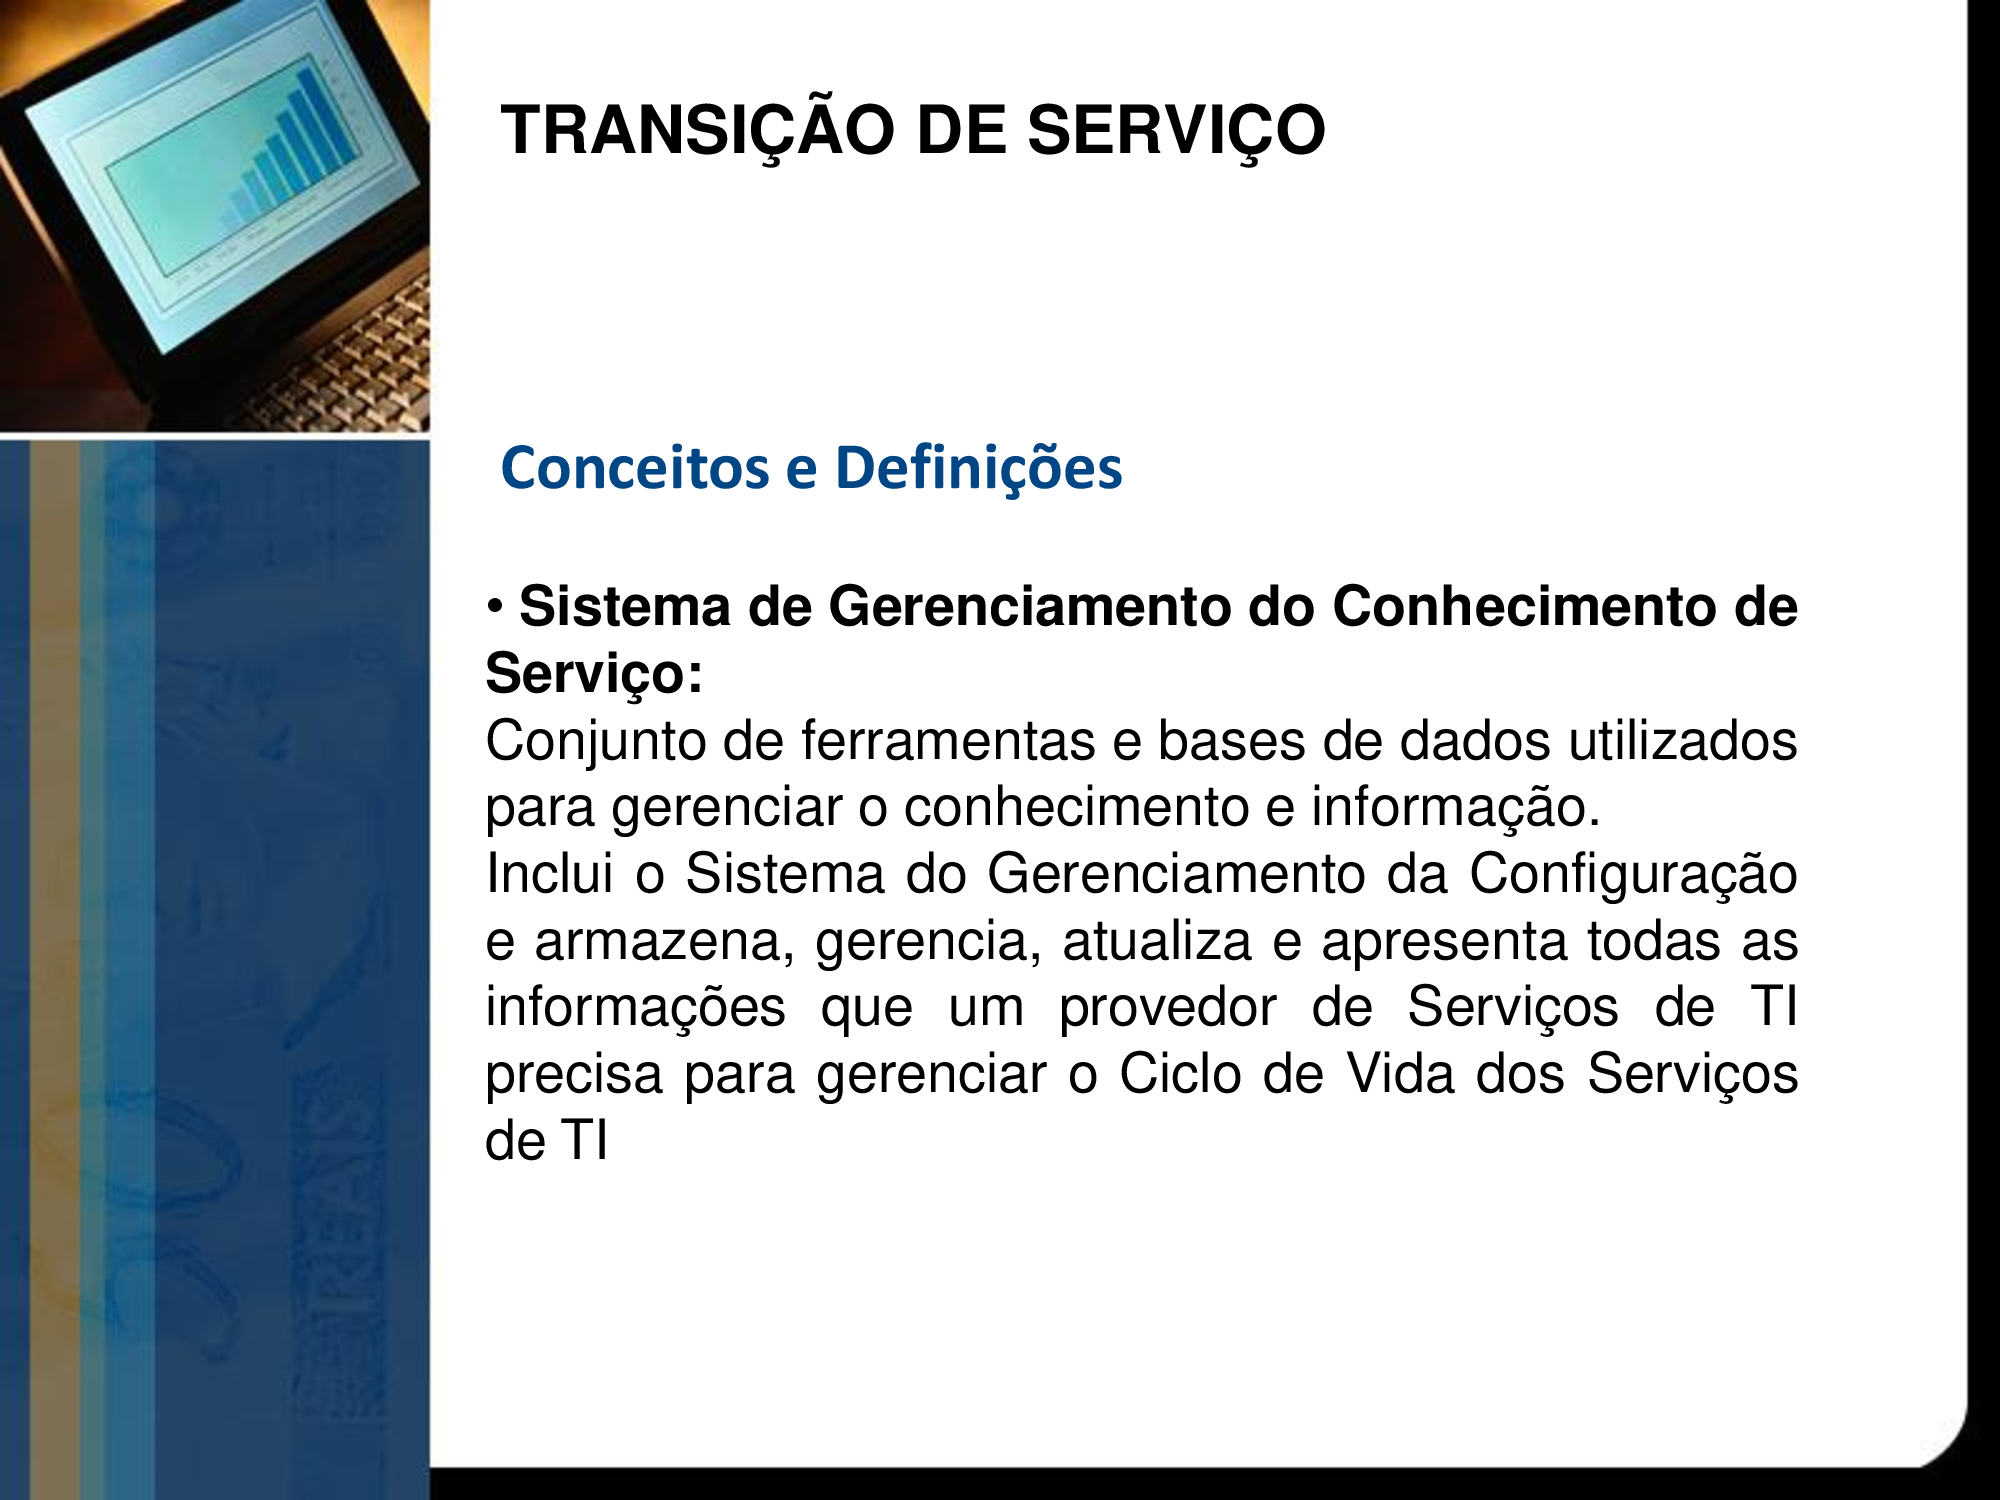 TRANSIÇÃO DE SERVIÇO
Conceitos e Definições
• Sistema de Gerenciamento do Conhecimento de
Serviço:
Conjunto de ferramentas e bases de dados utilizados
para gerenciar o conhecimento e informação.
Inclui o Sistema do Gerenciamento da Configuração
e armazena, gerencia, atualiza e apresenta todas as
informações que um provedor de Serviços de TI
precisa para gerenciar o Ciclo de Vida dos Serviços
de TI
REAIS